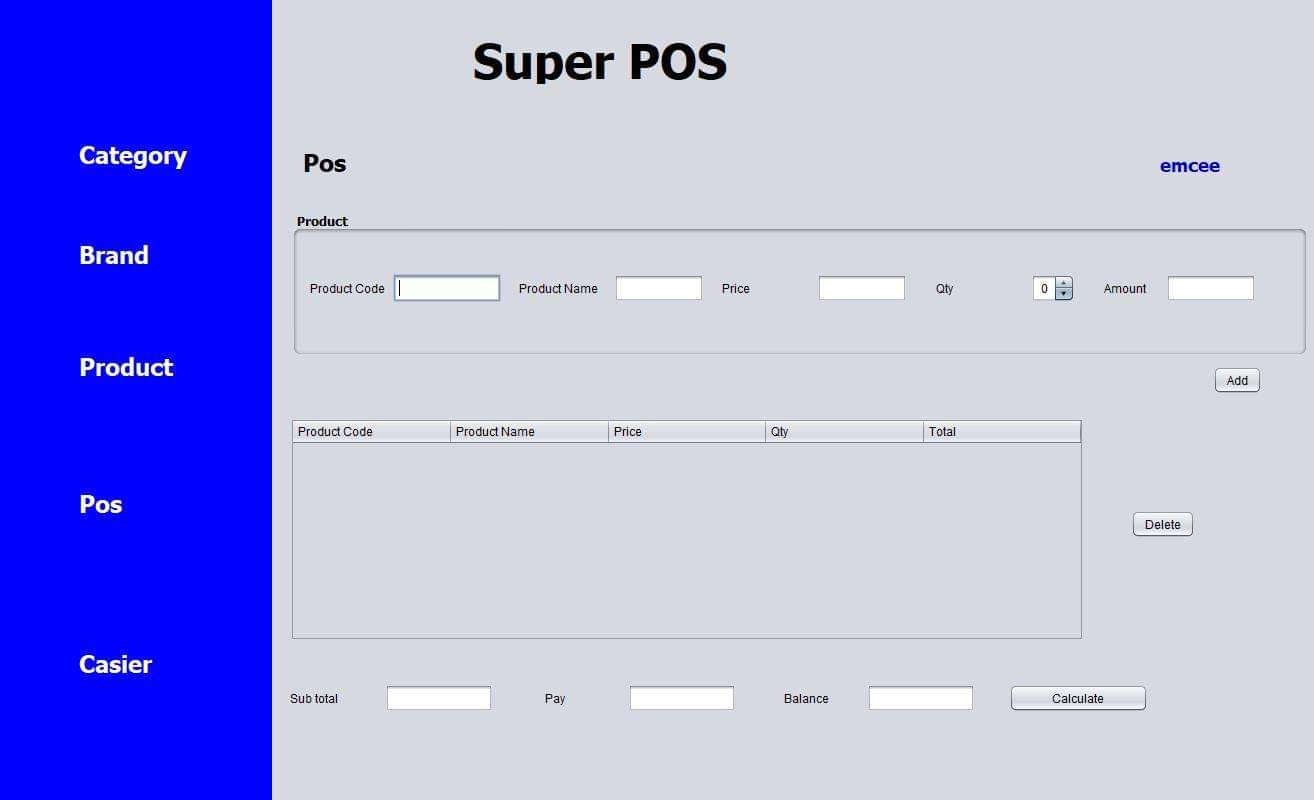 Super POS
Category
Pos
emcee
Product
Brand
Product Code
Product Name
Price
Qty
0
Amount
Product
Add
Product Code
Product Name
Price
Qty
Total
Pos
Delete
Casier
Sub total
Pay
Balance
Calculate